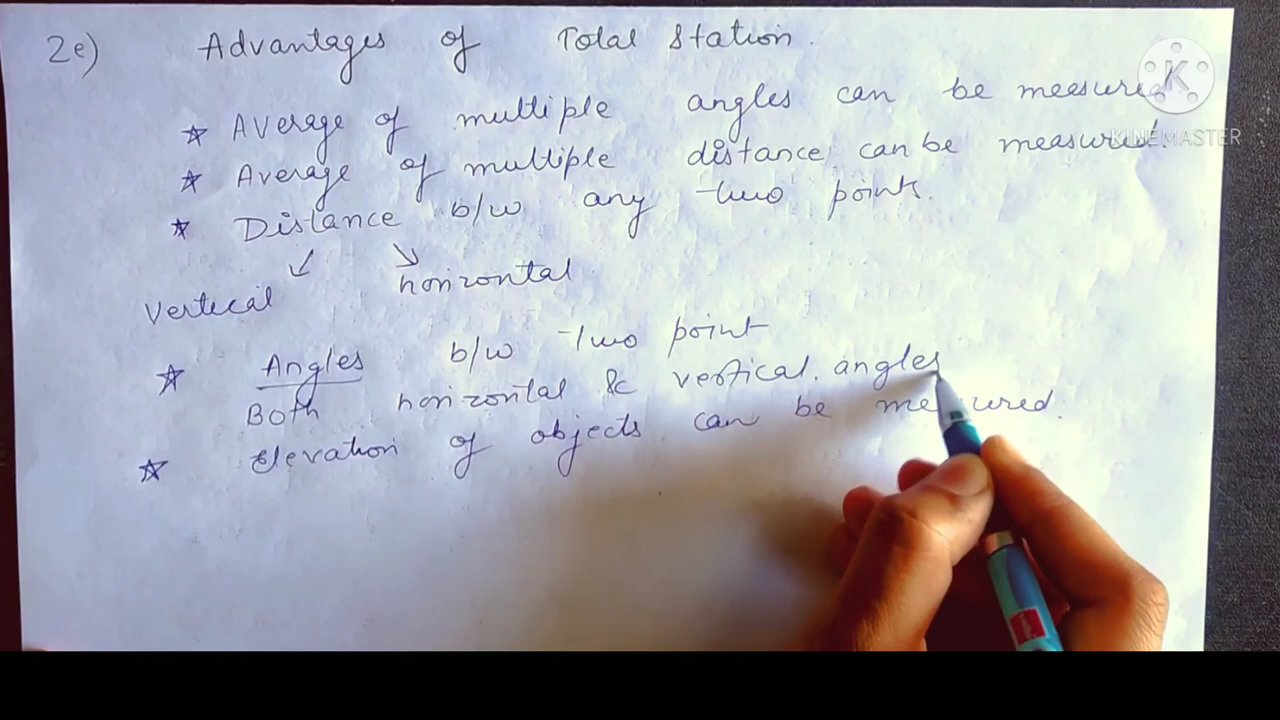 2e) Advantages of Total Station.
☆ Average of multiple angles can be measured
☆ Average of multiple distance can be measured.
☆ Distance b/w any two points.
↙ ↘
Vertical horizontal
☆ Angles b/w two point
Both horizontal & vertical. angles
☆ Elevation of objects can be measured.
K
KINEMASTER